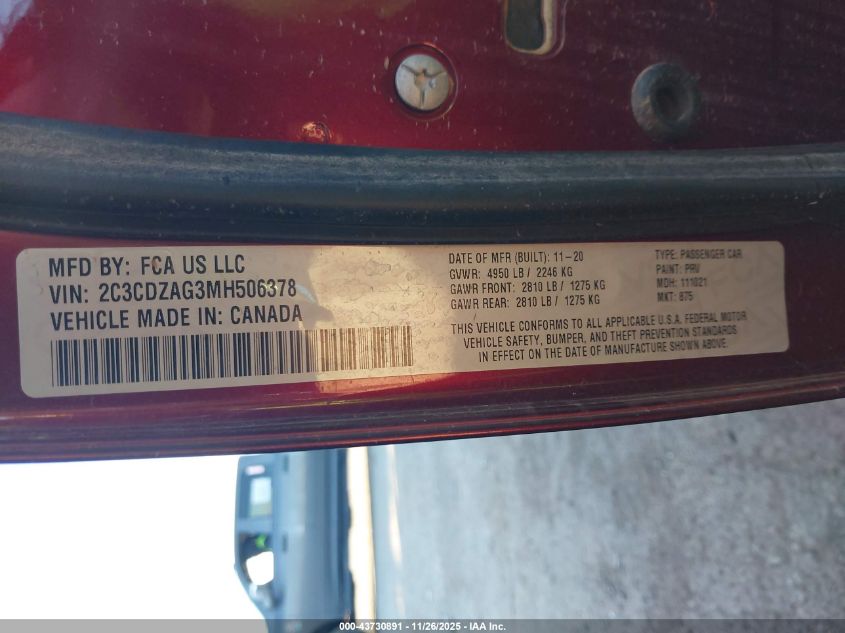 MFD BY: FCA US LLC
VIN: 2C3CDZAG3MH506378
VEHICLE MADE IN: CANADA
DATE OF MFR (BUILT): 11-20
GVWR: 4950 LB / 2246 KG
GAWR FRONT: 2810 LB / 1275 KG
GAWR REAR: 2810 LB / 1275 KG
TYPE: PASSENGER CAR
PAINT: PRV
MDH: 111021
MKT: 875
THIS VEHICLE CONFORMS TO ALL APPLICABLE U.S.A. FEDERAL MOTOR
VEHICLE SAFETY, BUMPER, AND THEFT PREVENTION STANDARDS
IN EFFECT ON THE DATE OF MANUFACTURE SHOWN ABOVE.
000-43730891 - 11/26/2025 - IAA Inc.